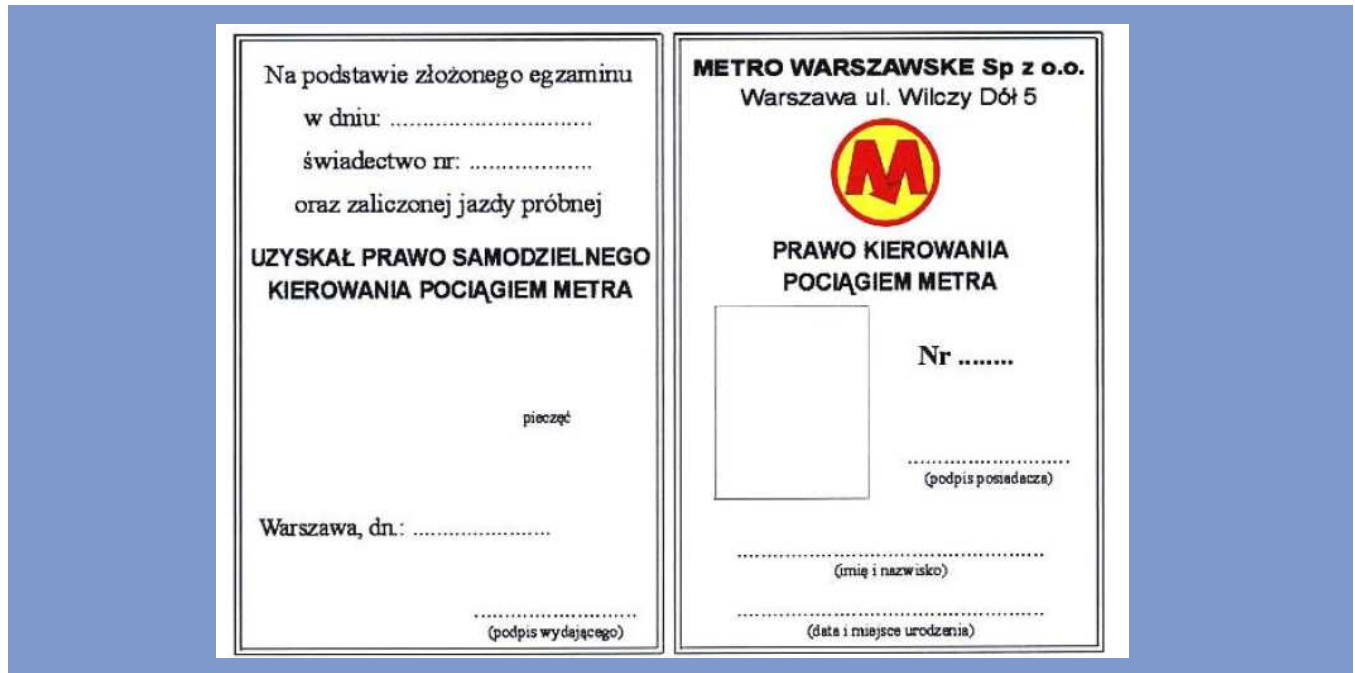 Na podstawie złożonego egzaminu
w dniu: ...............................
świadectwo nr: ...................
oraz zaliczonej jazdy próbnej
UZYSKAŁ PRAWO SAMODZIELNEGO
KIEROWANIA POCIĄGIEM METRA
pieczęć
Warszawa, dn.: ......................
..........................
(podpis wydającego)
METRO WARSZAWSKE Sp z o.o.
Warszawa ul. Wilczy Dół 5
M
PRAWO KIEROWANIA
POCIĄGIEM METRA
Nr ........
..........................
(podpis posiadacza)
................................................
(imię i nazwisko)
................................................
(data i miejsce urodzenia)